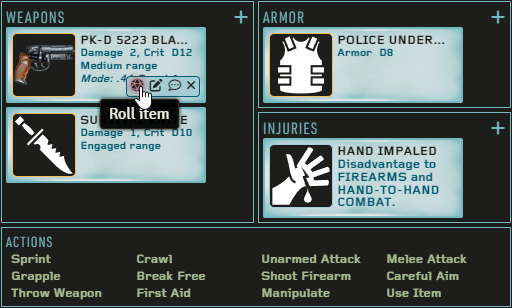 WEAPONS
PK-D 5223 BLA...
Damage 2, Crit D12
Medium range
Mode:
Roll item
Damage 1, Crit D10
Engaged range
ARMOR
POLICE UNDER...
Armor D8
INJURIES
HAND IMPALED
Disadvantage to
FIREARMS and
HAND-TO-HAND
COMBAT.
ACTIONS
Sprint Crawl Unarmed Attack Melee Attack
Grapple Break Free Shoot Firearm Careful Aim
Throw Weapon First Aid Manipulate Use Item